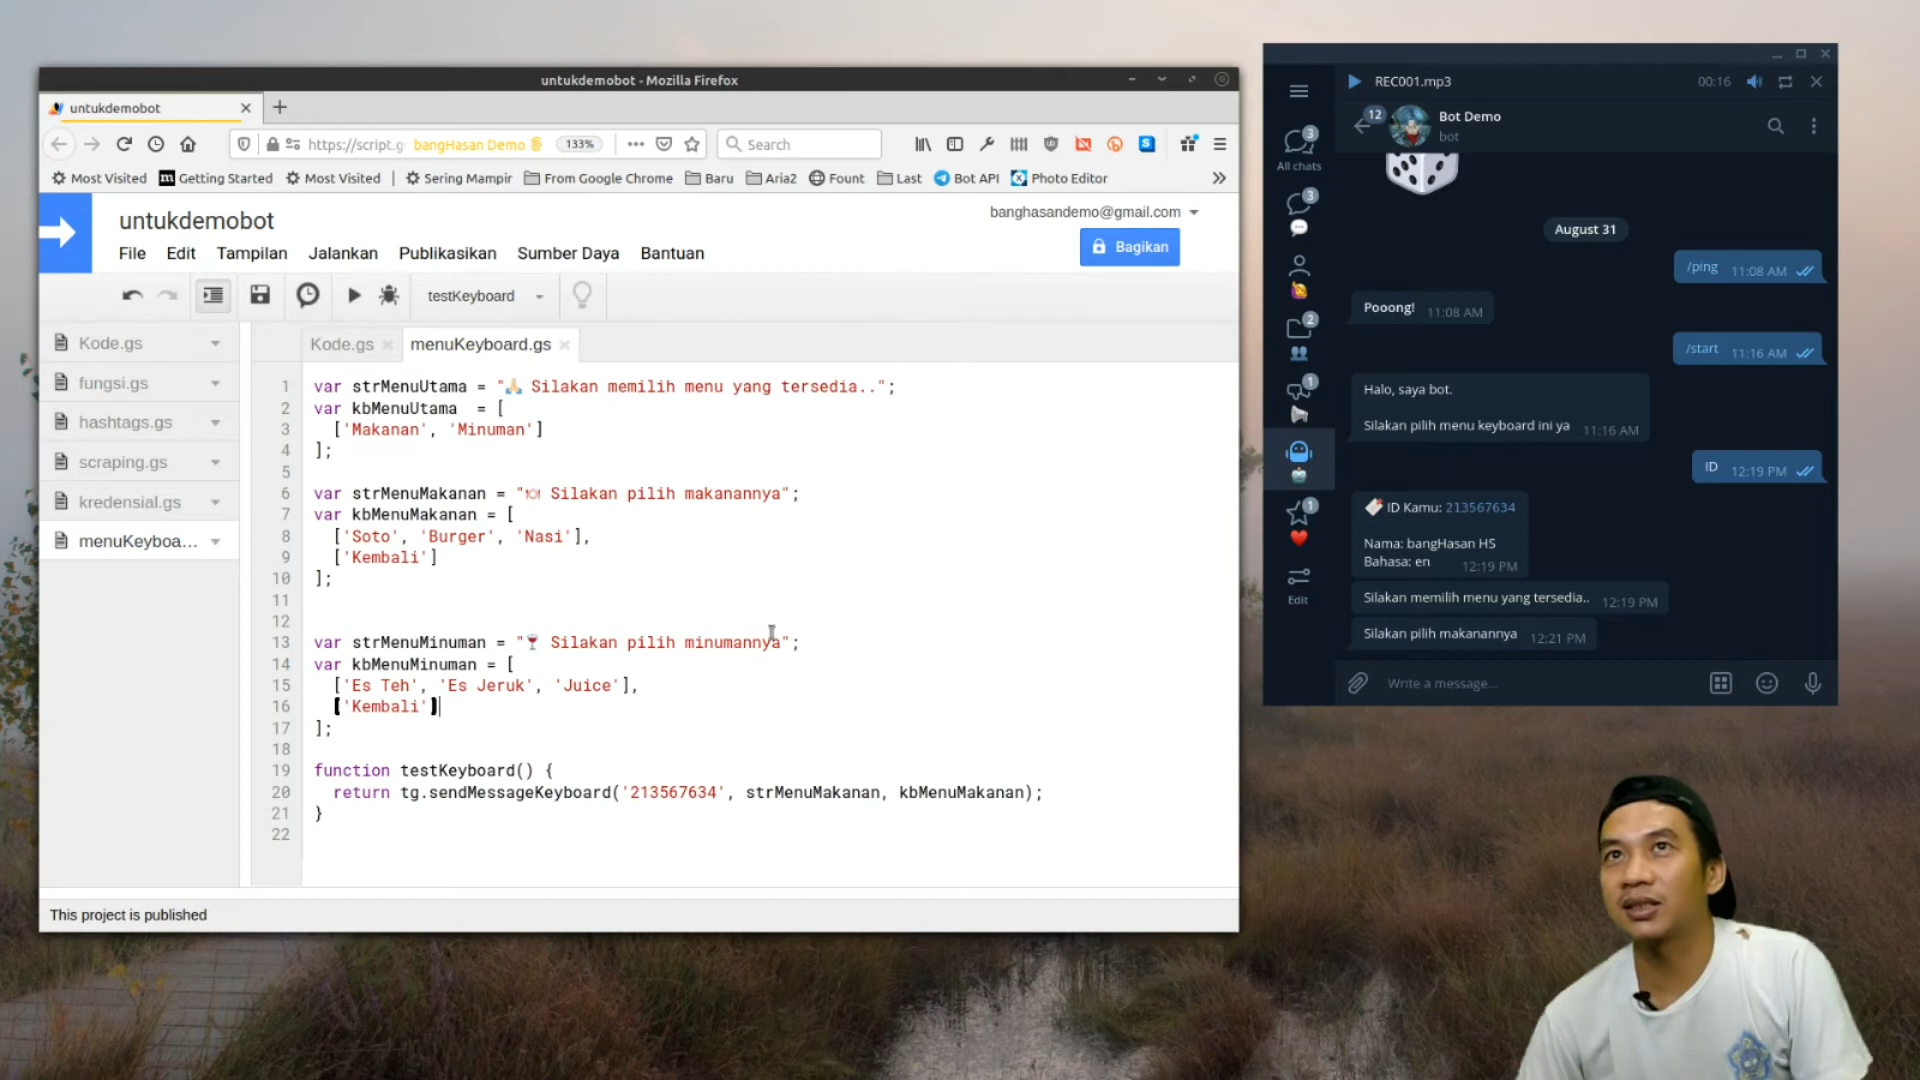 untukdemobot - Mozilla Firefox
untukdemobot
https://script.g bangHasan Demo 133% Search
Most Visited Getting Started Most Visited Sering Mampir From Google Chrome Baru Aria2 Fount Last Bot API Photo Editor
untukdemobot
banghasandemo@gmail.com
File Edit Tampilan Jalankan Publikasikan Sumber Daya Bantuan
Bagikan
testKeyboard
Kode.gs
fungsi.gs
hashtags.gs
scraping.gs
kredensial.gs
menuKeyboa...
Kode.gs menuKeyboard.gs
1 var strMenuUtama = "🙏 Silakan memilih menu yang tersedia..";
2 var kbMenuUtama  = [
3   ['Makanan', 'Minuman']
4 ];
5
6 var strMenuMakanan = "🍽 Silakan pilih makanannya";
7 var kbMenuMakanan = [
8   ['Soto', 'Burger', 'Nasi'],
9   ['Kembali']
10 ];
11
12
13 var strMenuMinuman = "🍷 Silakan pilih minumannya";
14 var kbMenuMinuman = [
15   ['Es Teh', 'Es Jeruk', 'Juice'],
16   ['Kembali']
17 ];
18
19 function testKeyboard() {
20   return tg.sendMessageKeyboard('213567634', strMenuMakanan, kbMenuMakanan);
21 }
22
This project is published
REC001.mp3 00:16
12 Bot Demo
bot
3
All chats
3
2
1
1
Edit
August 31
/ping 11:08 AM
Pooong! 11:08 AM
/start 11:16 AM
Halo, saya bot.
Silakan pilih menu keyboard ini ya 11:16 AM
ID 12:19 PM
ID Kamu: 213567634
Nama: bangHasan HS
Bahasa: en 12:19 PM
Silakan memilih menu yang tersedia.. 12:19 PM
Silakan pilih makanannya 12:21 PM
Write a message...